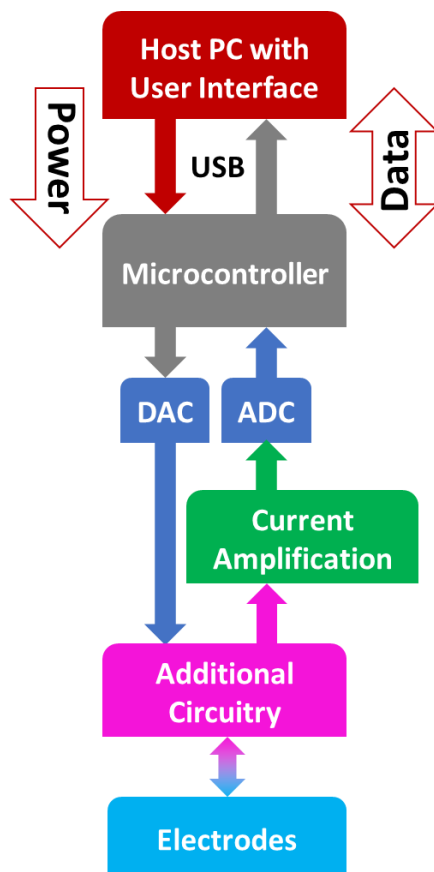 Host PC with
User Interface
Power
USB
Data
Microcontroller
DAC
ADC
Current
Amplification
Additional
Circuitry
Electrodes